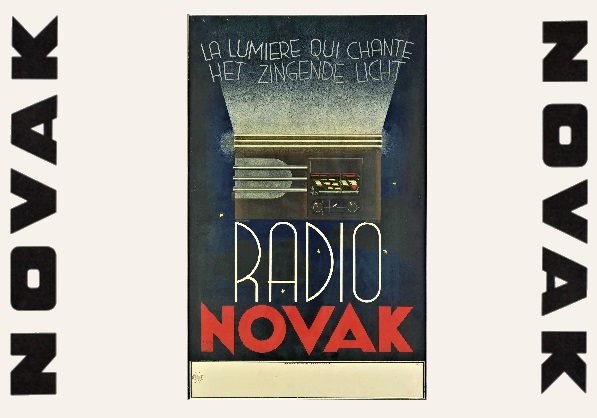 NOVAK
LA LUMIERE QUI CHANTE
HET ZINGENDE LICHT
RADIO
NOVAK
NOVAK